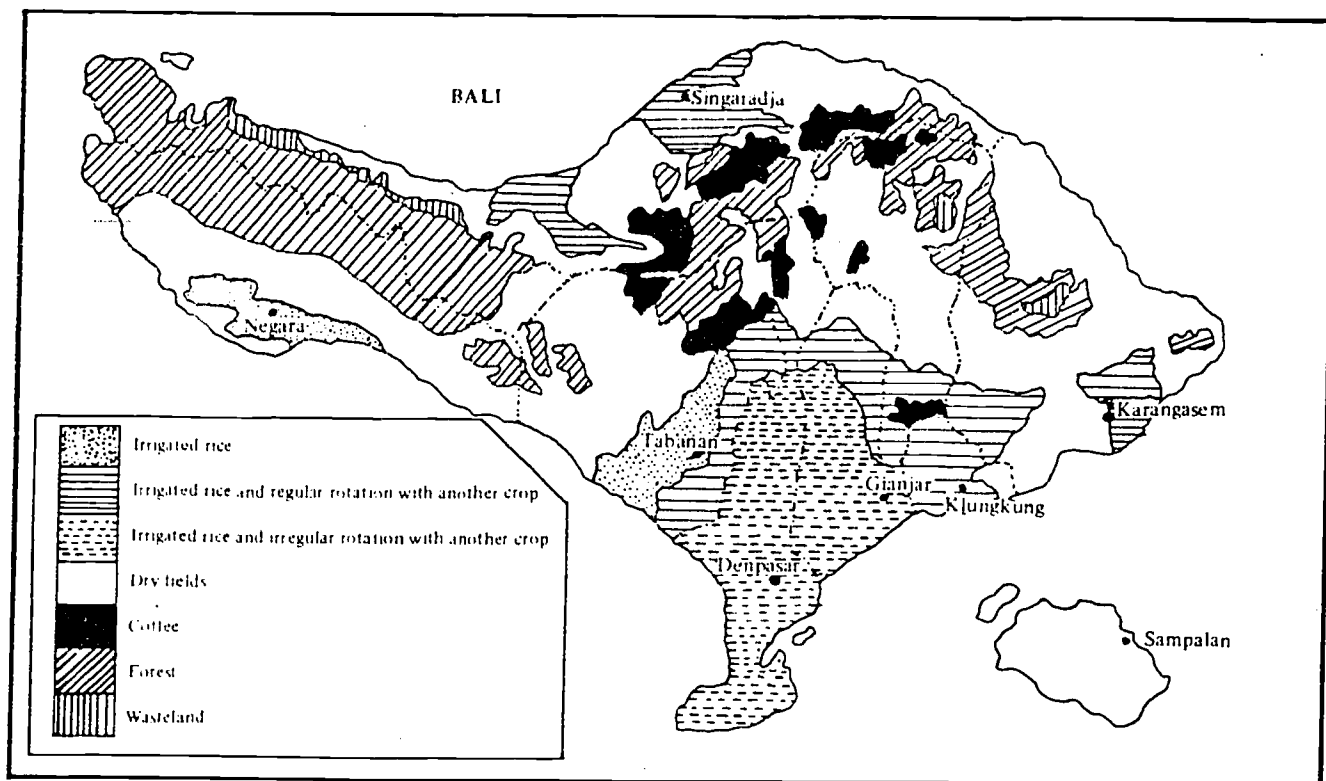 BALI
Singaradja
Negara
Tabanan
Karangasem
Gianjar
Klungkung
Denpasar
Sampalan
Irrigated rice
Irrigated rice and regular rotation with another crop
Irrigated rice and irregular rotation with another crop
Dry fields
Coffee
Forest
Wasteland